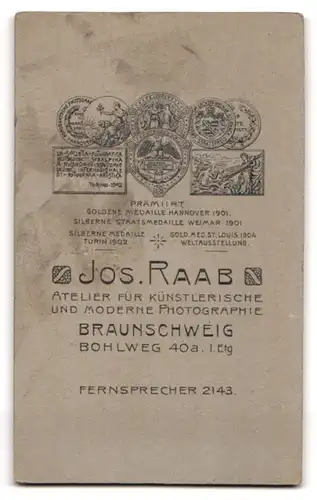 PRÄMIIRT
GOLDENE MEDAILLE HANNOVER 1901.
SILBERNE STAATSMEDAILLE WEIMAR 1901
SILBERNE MEDAILLE TURIN 1902
GOLD. MED. ST. LOUIS. 1904 WELTAUSSTELLUNG.
JOS. RAAB
ATELIER FÜR KÜNSTLERISCHE
UND MODERNE PHOTOGRAPHIE
BRAUNSCHWEIG
BOHLWEG 40a. I. Etg
FERNSPRECHER 2143.